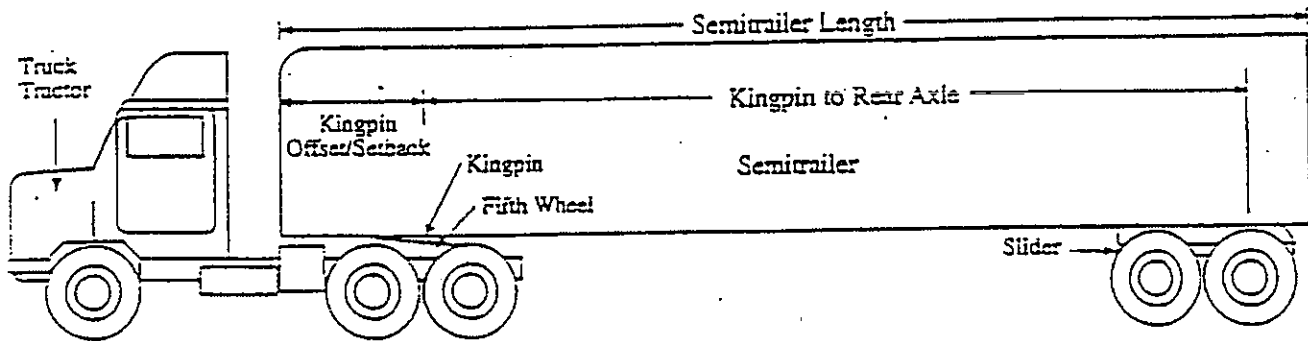 Semitrailer Length
Truck
Tractor
Kingpin to Rear Axle
Kingpin
Offset/Setback
Kingpin
Semitrailer
Fifth Wheel
Slider